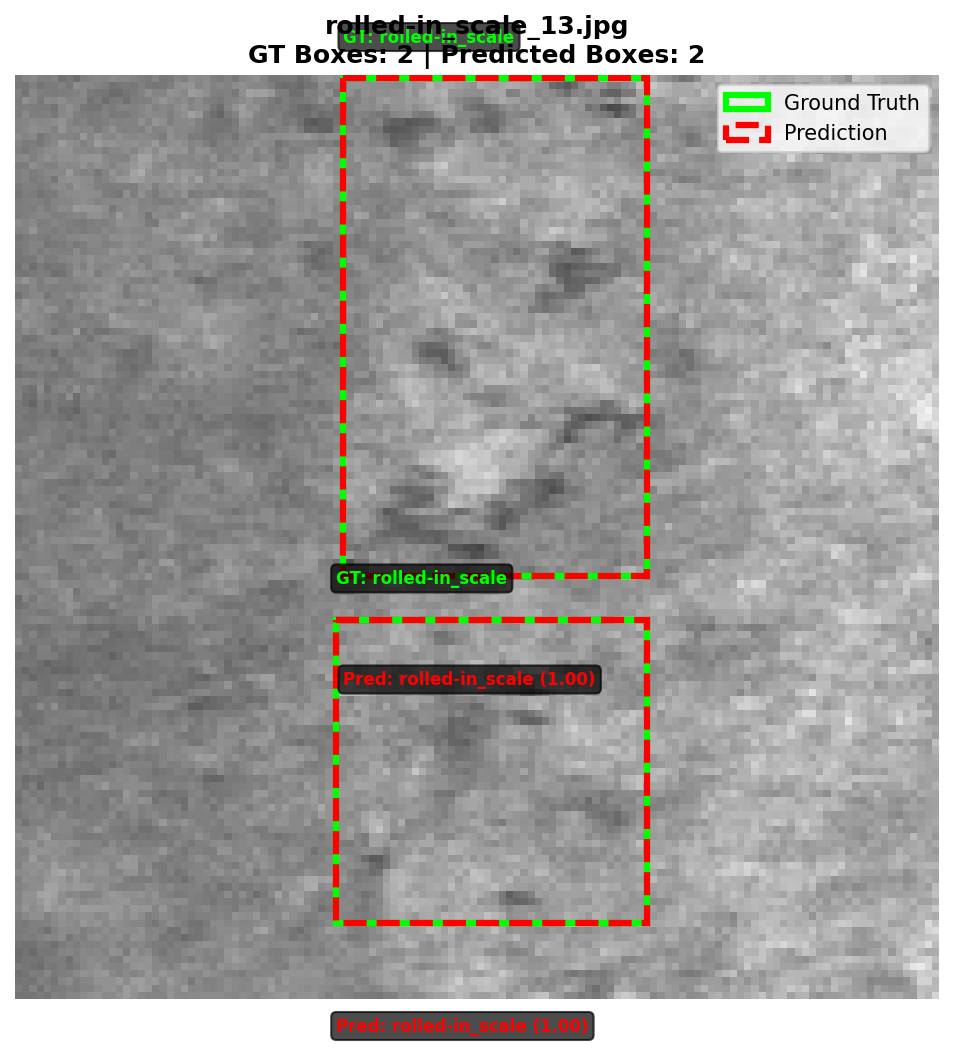 rolled-in_scale_13.jpg
GT: rolled-in_scale
GT Boxes: 2 | Predicted Boxes: 2
Ground Truth
Prediction
GT: rolled-in_scale
Pred: rolled-in_scale (1.00)
Pred: rolled-in_scale (1.00)